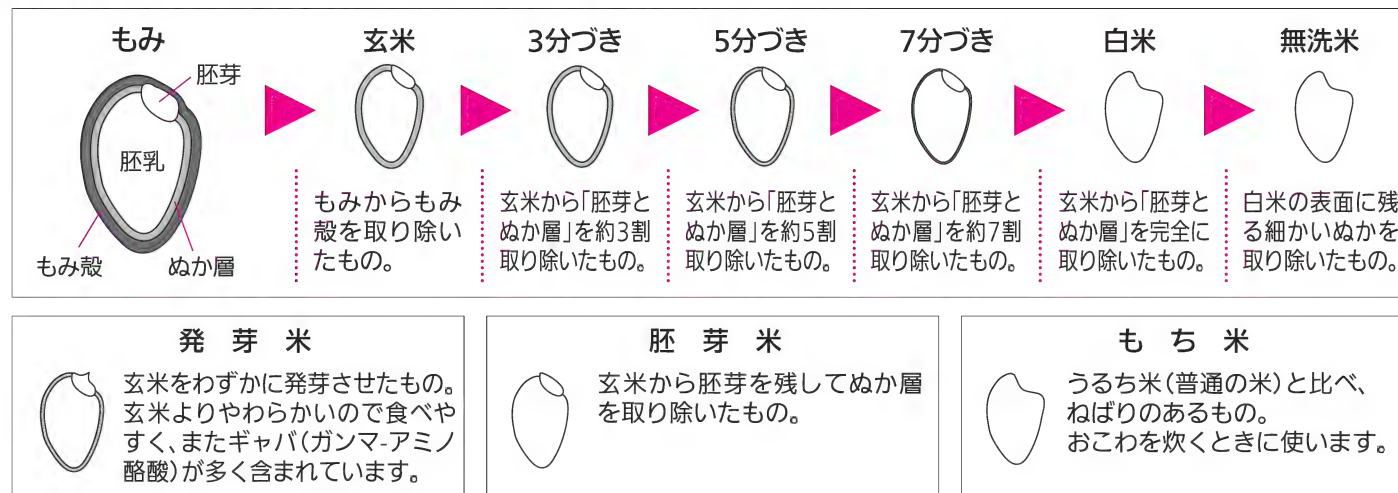 もみ
胚芽
胚乳
もみ殻
ぬか層
玄米
もみからもみ
殻を取り除い
たもの。
3分づき
玄米から「胚芽と
ぬか層」を約3割
取り除いたもの。
5分づき
玄米から「胚芽と
ぬか層」を約5割
取り除いたもの。
7分づき
玄米から「胚芽と
ぬか層」を約7割
取り除いたもの。
白米
玄米から「胚芽と
ぬか層」を完全に
取り除いたもの。
無洗米
白米の表面に残
る細かいぬかを
取り除いたもの。
発芽米
玄米をわずかに発芽させたもの。
玄米よりやわらかいので食べや
すく、またギャバ(ガンマ-アミノ
酪酸)が多く含まれています。
胚芽米
玄米から胚芽を残してぬか層
を取り除いたもの。
もち米
うるち米(普通の米)と比べ、
ねばりのあるもの。
おこわを炊くときに使います。